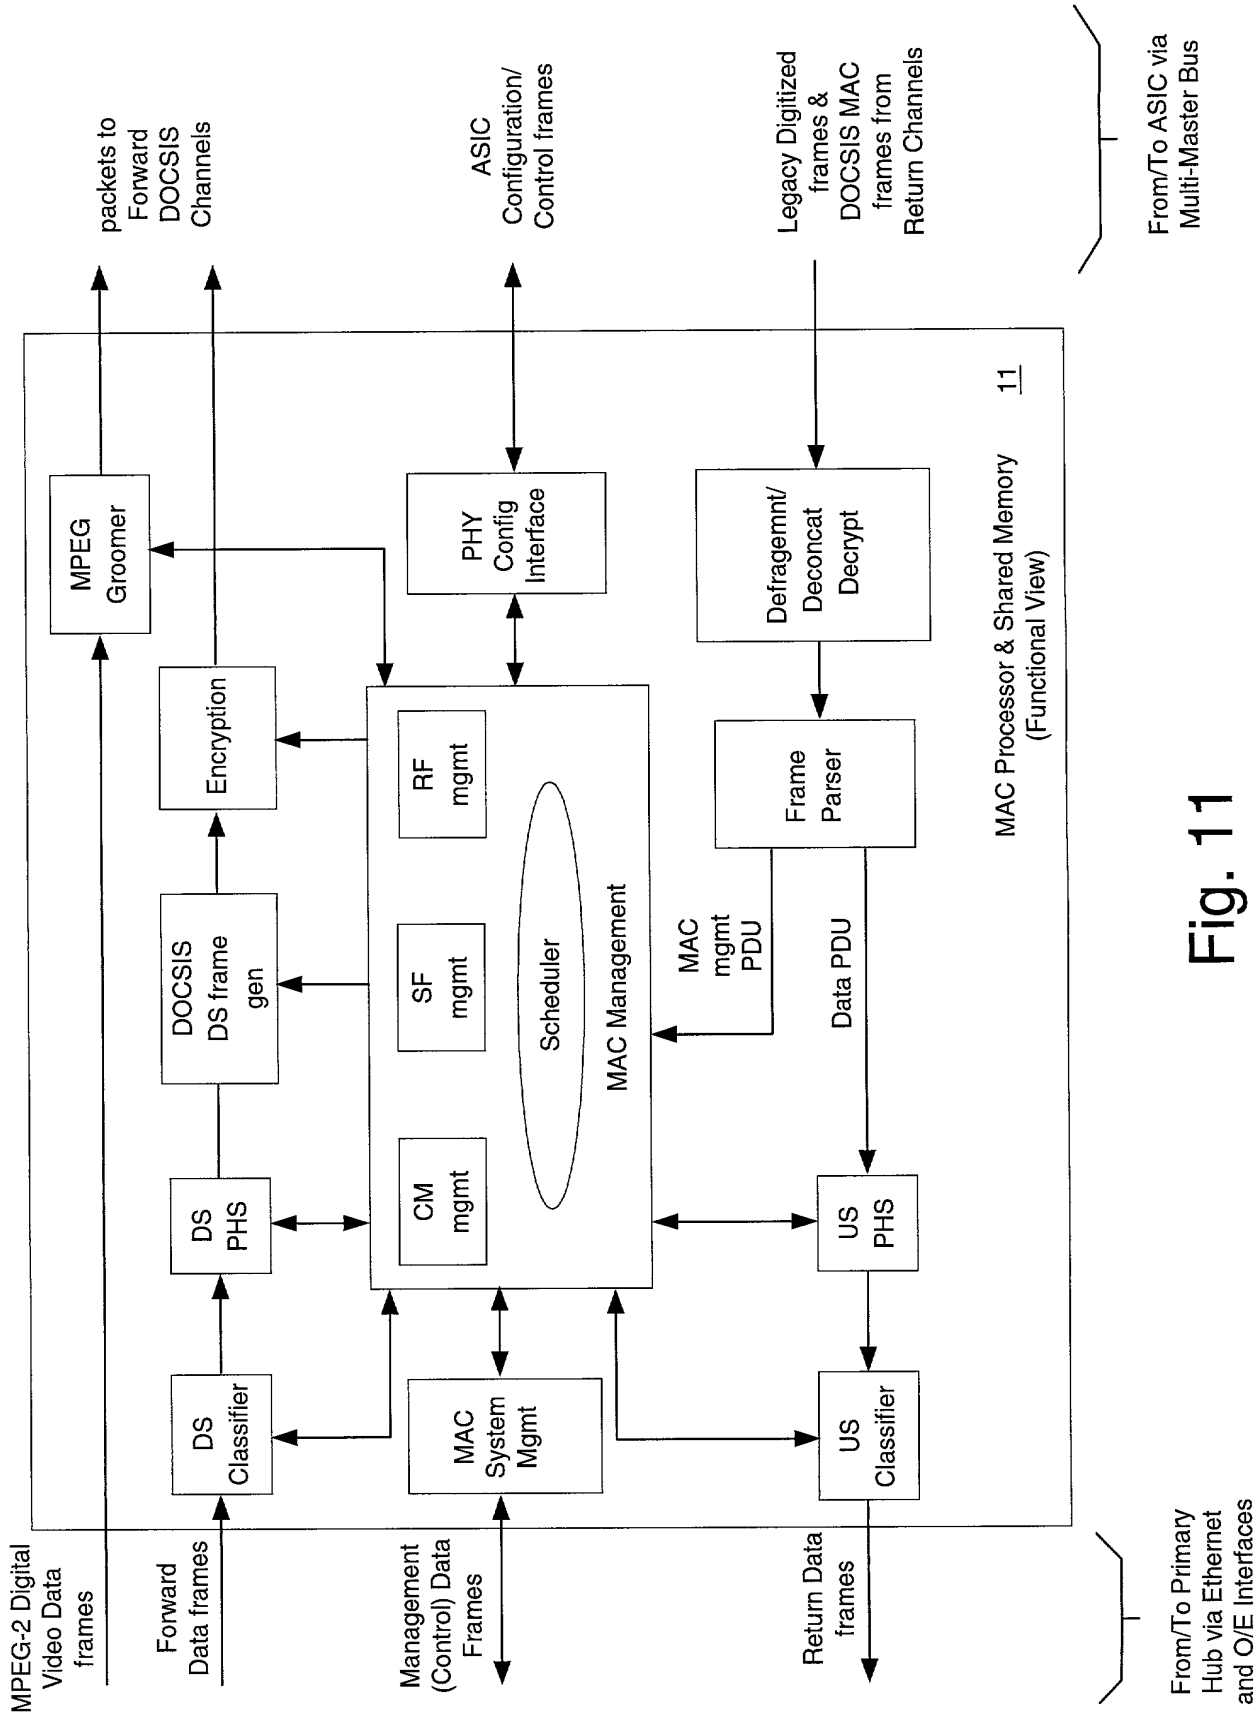 MPEG-2 Digital
Video Data
frames
Forward
Data frames
Management
(Control) Data
Frames
Return Data
frames
From/To Primary
Hub via Ethernet
and O/E Interfaces
DS
Classifier
DS
PHS
DOCSIS
DS frame
gen
Encryption
MPEG
Groomer
MAC
System
Mgmt
CM
mgmt
SF
mgmt
RF
mgmt
Scheduler
MAC Management
PHY
Config
Interface
US
Classifier
US
PHS
MAC
mgmt
PDU
Data PDU
Frame
Parser
Defragemnt/
Deconcat
Decrypt
MAC Processor & Shared Memory
(Functional View)
11
packets to
Forward
DOCSIS
Channels
ASIC
Configuration/
Control frames
Legacy Digitized
frames &
DOCSIS MAC
frames from
Return Channels
From/To ASIC via
Multi-Master Bus
Fig. 11